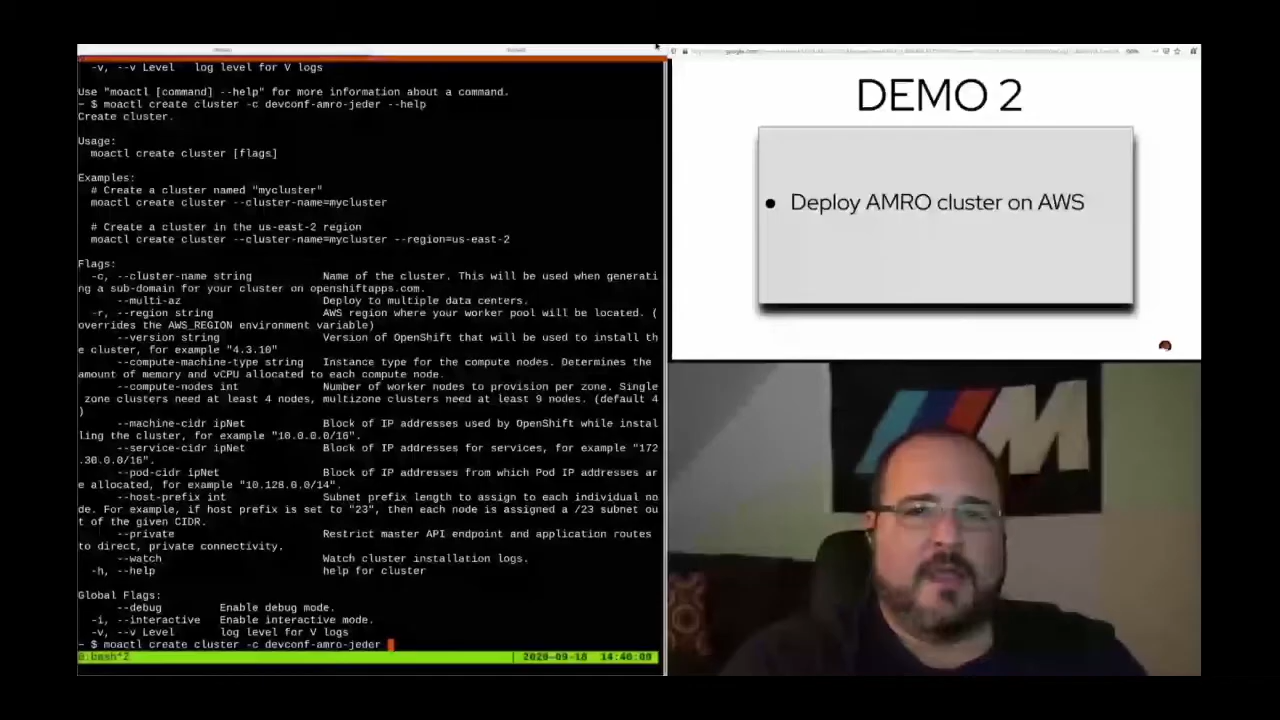 -v, --v Level   log level for V logs
Use "moactl [command] --help" for more information about a command.
~ $ moactl create cluster -c devconf-amro-jeder --help
Create cluster.
Usage:
moactl create cluster [flags]
Examples:
# Create a cluster named "mycluster"
moactl create cluster --cluster-name=mycluster
# Create a cluster in the us-east-2 region
moactl create cluster --cluster-name=mycluster --region=us-east-2
Flags:
-c, --cluster-name string   Name of the cluster. This will be used when generati
ng a sub-domain for your cluster on openshiftapps.com.
--multi-az   Deploy to multiple data centers.
-r, --region string   AWS region where your worker pool will be located. (
overrides the AWS_REGION environment variable)
--version string   Version of OpenShift that will be used to install th
e cluster, for example "4.3.10"
--compute-machine-type string   Instance type for the compute nodes. Determines the
amount of memory and vCPU allocated to each compute node.
--compute-nodes int   Number of worker nodes to provision per zone. Single
zone clusters need at least 4 nodes, multizone clusters need at least 9 nodes. (default 4
)
--machine-cidr ipNet   Block of IP addresses used by OpenShift while instal
ling the cluster, for example "10.0.0.0/16".
--service-cidr ipNet   Block of IP addresses for services, for example "172
.30.0.0/16".
--pod-cidr ipNet   Block of IP addresses from which Pod IP addresses ar
e allocated, for example "10.128.0.0/14".
--host-prefix int   Subnet prefix length to assign to each individual no
de. For example, if host prefix is set to "23", then each node is assigned a /23 subnet ou
t of the given CIDR.
--private   Restrict master API endpoint and application routes
to direct, private connectivity.
--watch   Watch cluster installation logs.
-h, --help   help for cluster
Global Flags:
--debug   Enable debug mode.
-i, --interactive   Enable interactive mode.
-v, --v Level   log level for V logs
~ $ moactl create cluster -c devconf-amro-jeder
0:bash*Z   2020-09-18 14:46:00
DEMO 2
● Deploy AMRO cluster on AWS
M